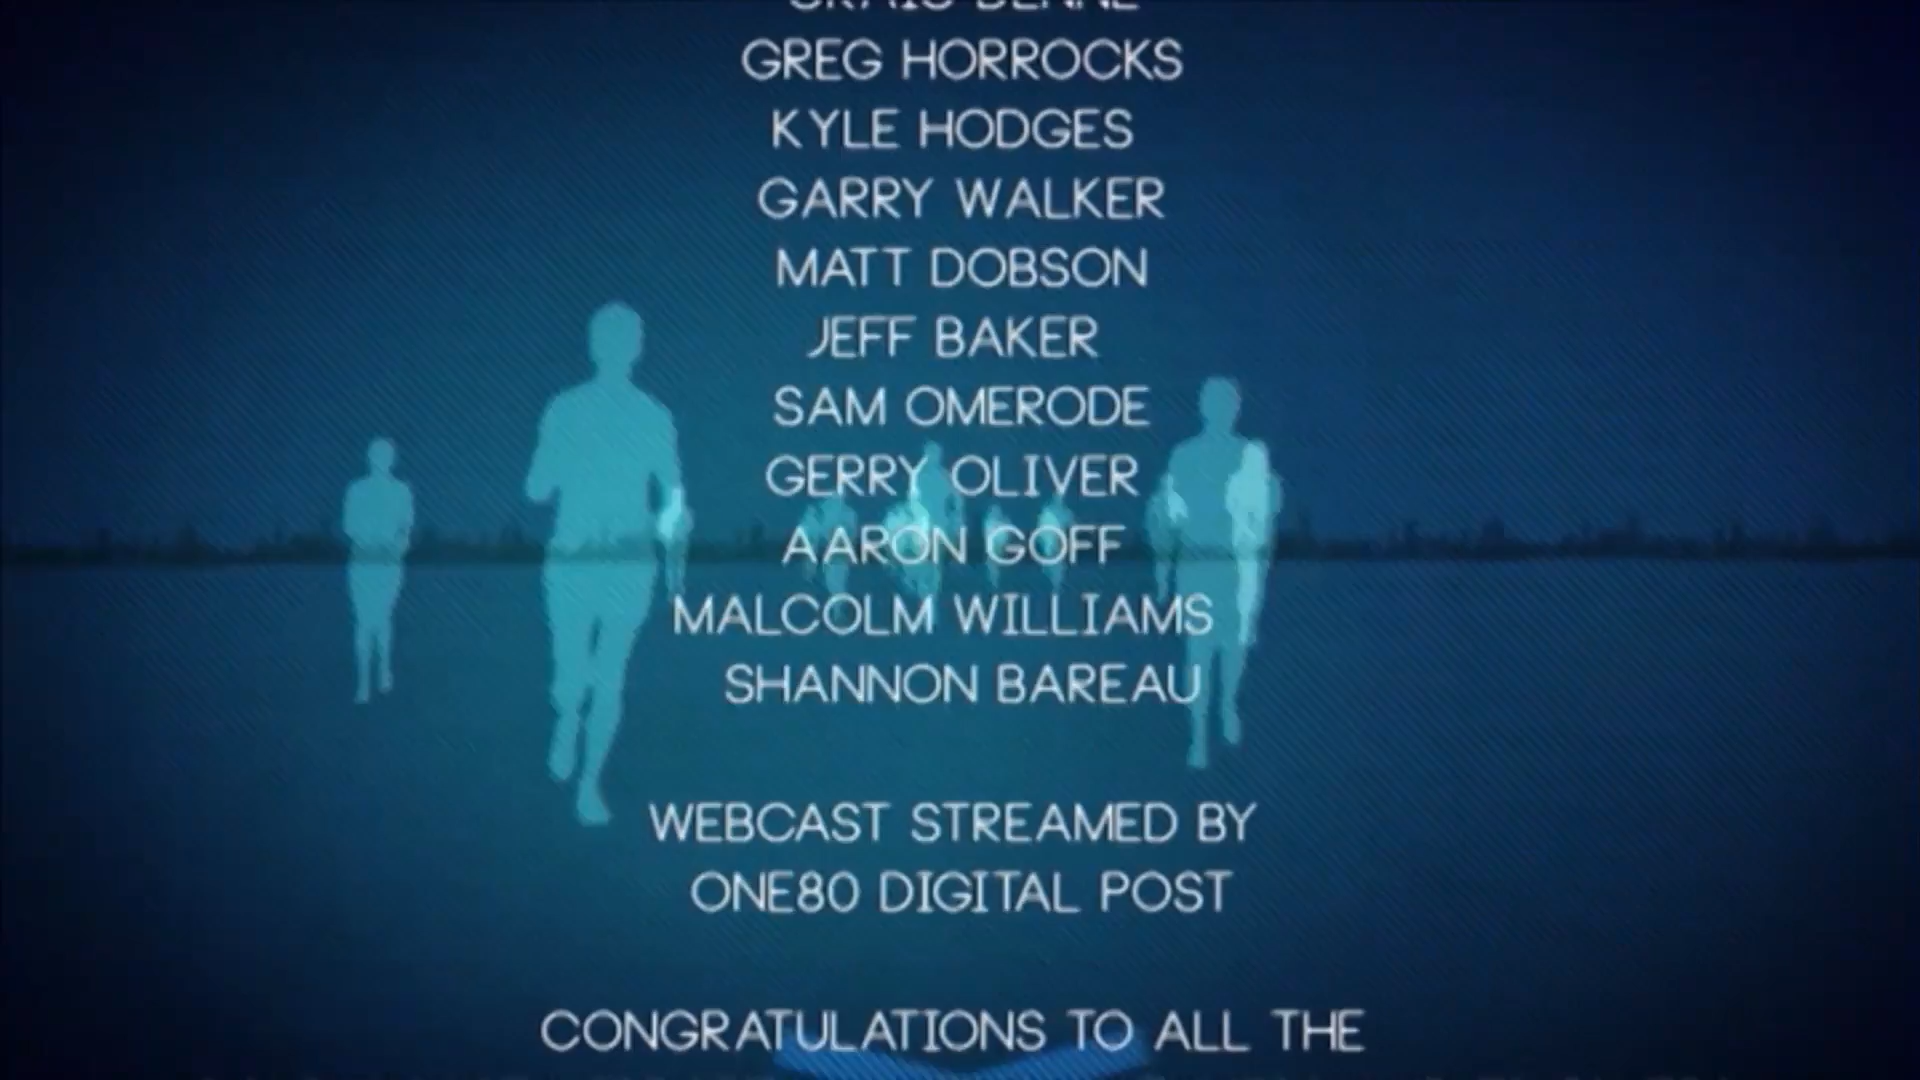 GREG HORROCKS
KYLE HODGES
GARRY WALKER
MATT DOBSON
JEFF BAKER
SAM OMERODE
GERRY OLIVER
AARON GOFF
MALCOLM WILLIAMS
SHANNON BAREAU
WEBCAST STREAMED BY
ONE80 DIGITAL POST
CONGRATULATIONS TO ALL THE